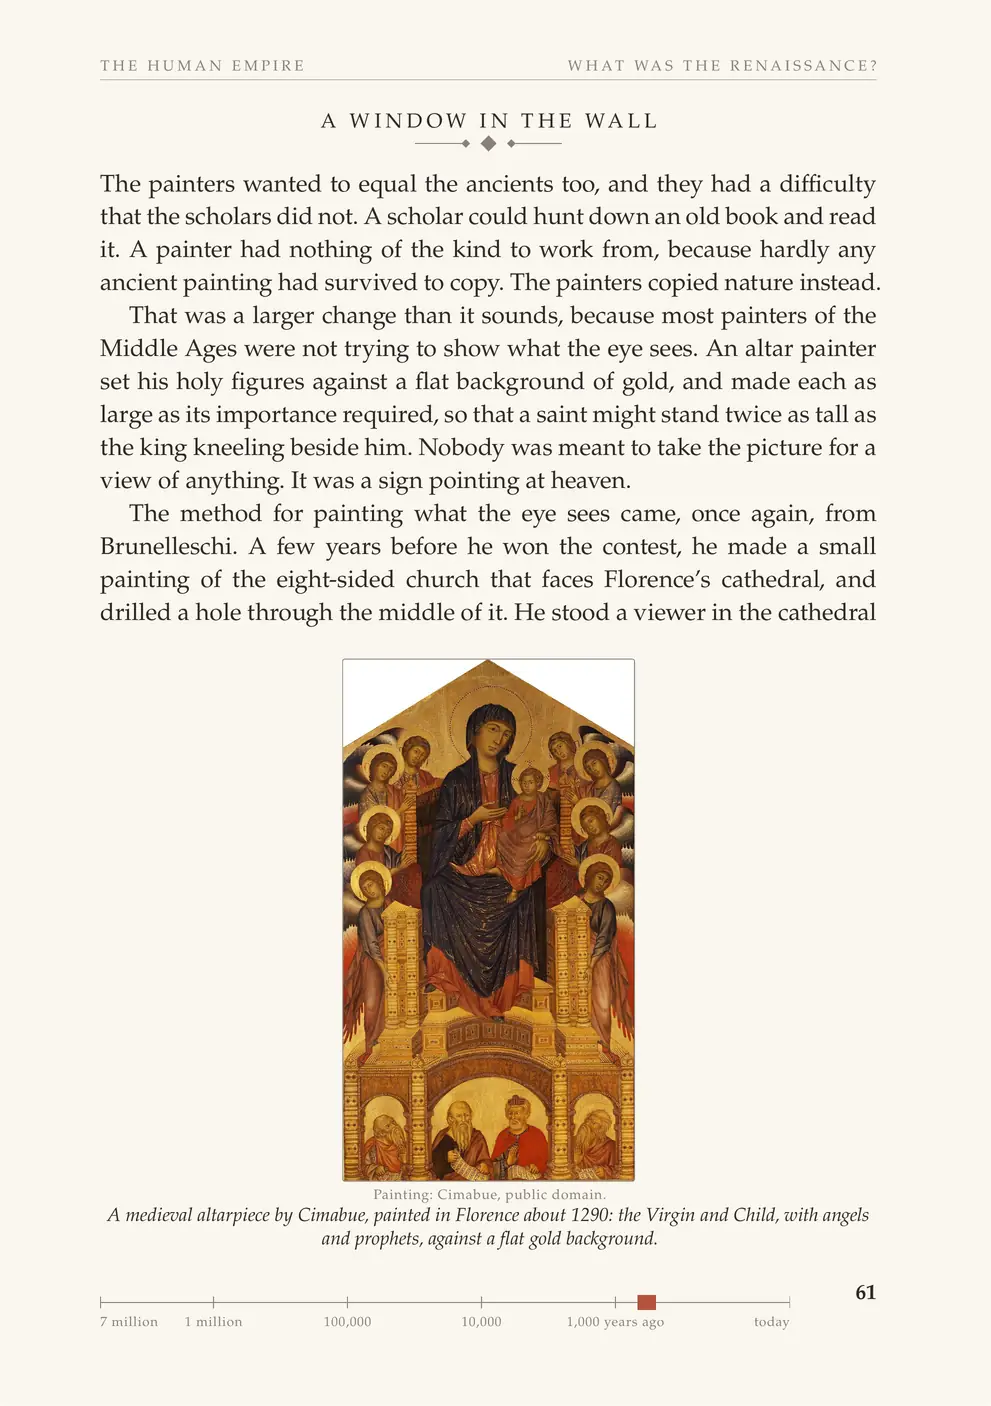 THE HUMAN EMPIRE
WHAT WAS THE RENAISSANCE?
A WINDOW IN THE WALL
The painters wanted to equal the ancients too, and they had a difficulty
that the scholars did not. A scholar could hunt down an old book and read
it. A painter had nothing of the kind to work from, because hardly any
ancient painting had survived to copy. The painters copied nature instead.
That was a larger change than it sounds, because most painters of the
Middle Ages were not trying to show what the eye sees. An altar painter
set his holy figures against a flat background of gold, and made each as
large as its importance required, so that a saint might stand twice as tall as
the king kneeling beside him. Nobody was meant to take the picture for a
view of anything. It was a sign pointing at heaven.
The method for painting what the eye sees came, once again, from
Brunelleschi. A few years before he won the contest, he made a small
painting of the eight-sided church that faces Florence’s cathedral, and
drilled a hole through the middle of it. He stood a viewer in the cathedral
Painting: Cimabue, public domain.
A medieval altarpiece by Cimabue, painted in Florence about 1290: the Virgin and Child, with angels
and prophets, against a flat gold background.
61
7 million 1 million 100,000 10,000 1,000 years ago today